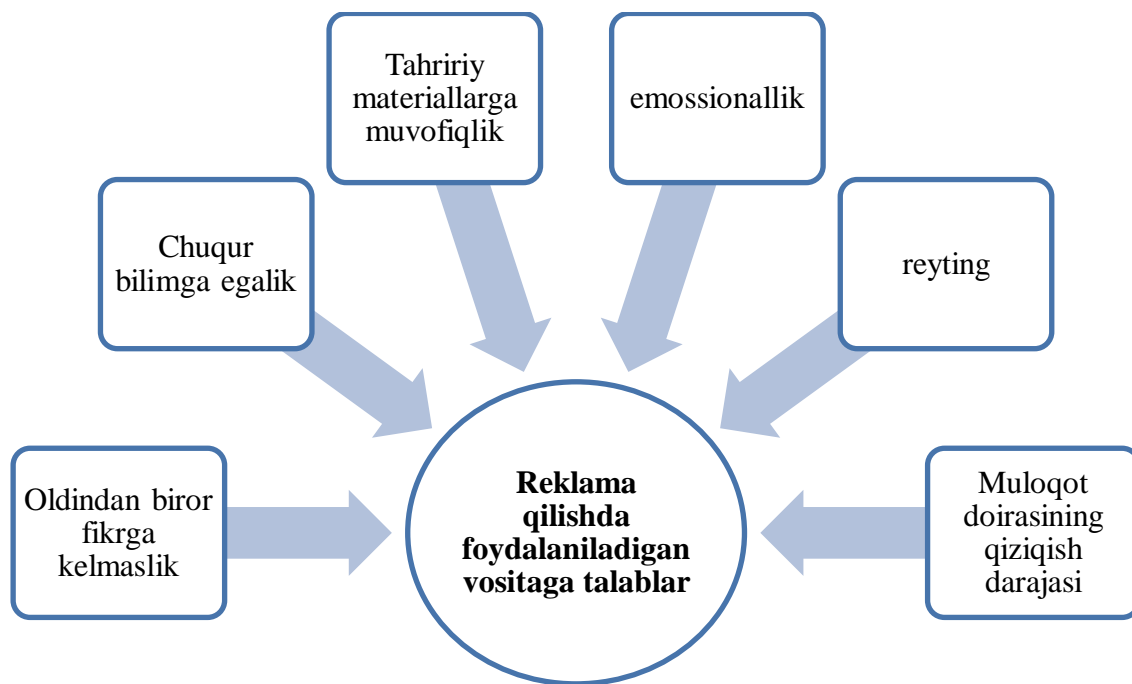 Tahririy
materiallarga
muvofiqlik
emossionallik
Chuqur
bilimga egalik
reyting
Oldindan biror
fikrga
kelmaslik
Reklama
qilishda
foydalaniladigan
vositaga talablar
Muloqot
doirasining
qiziqish
darajasi